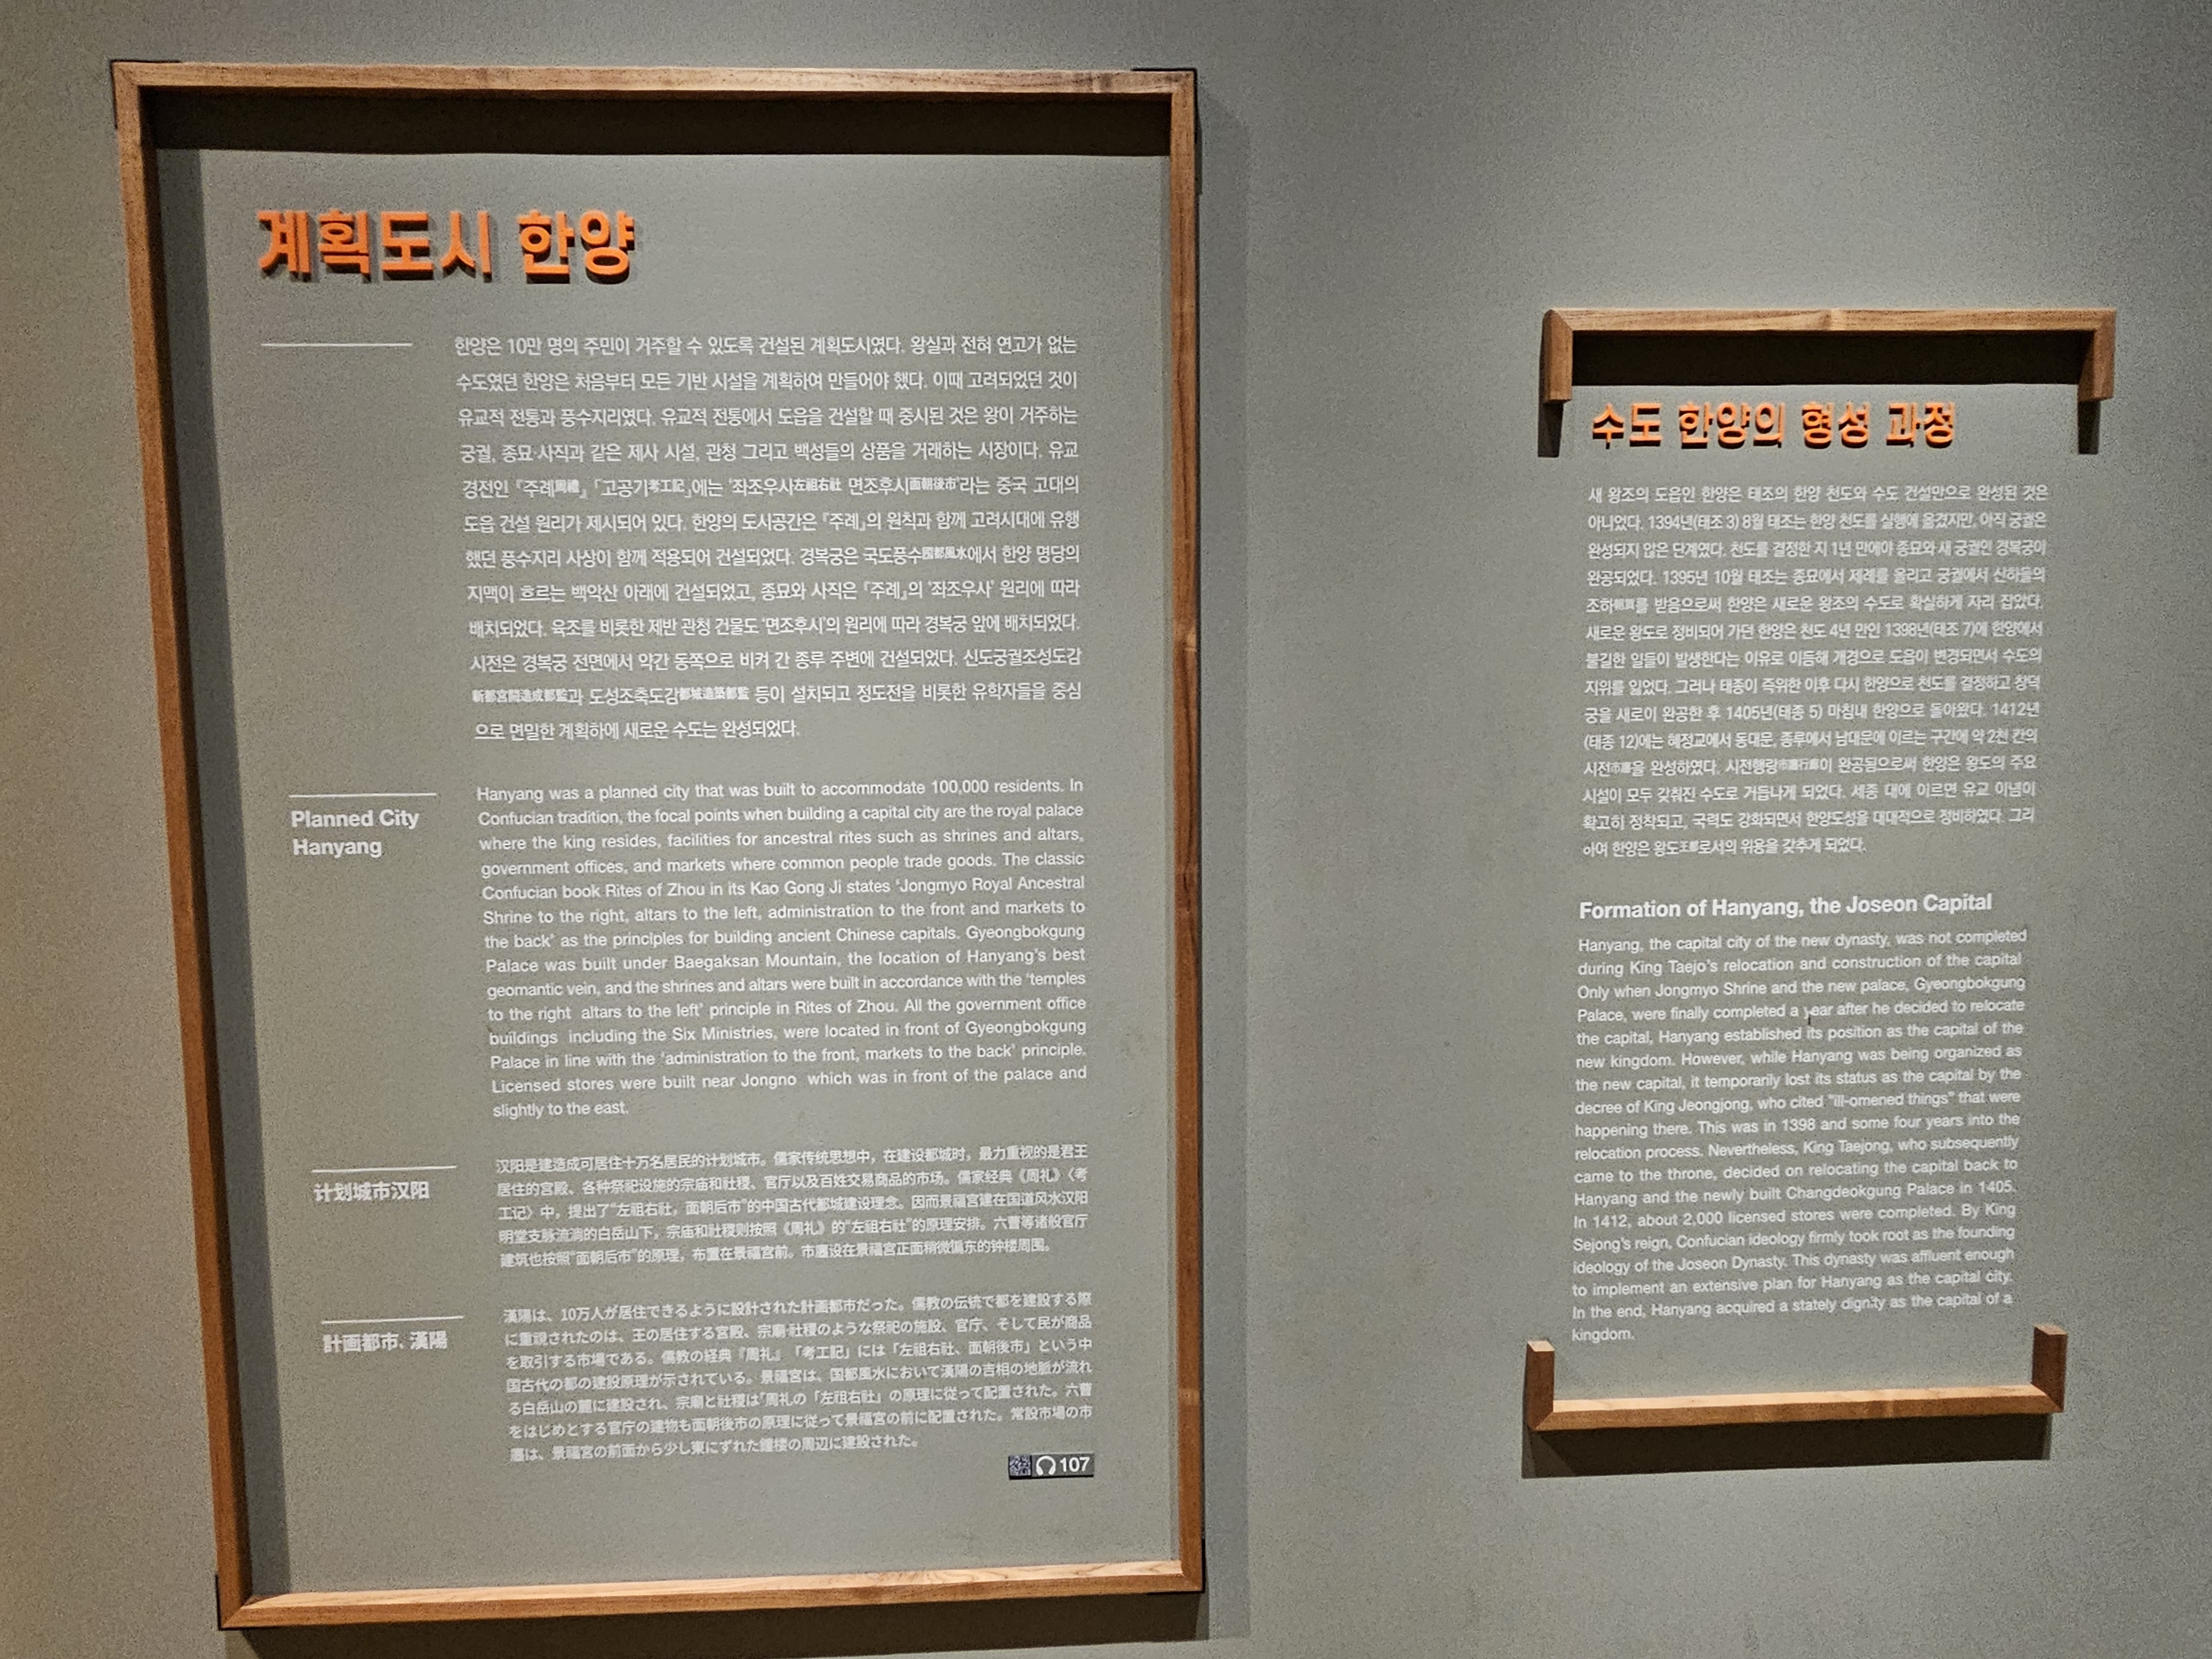 계획도시 한양
한양은 10만 명의 주민이 거주할 수 있도록 건설된 계획도시였다. 왕실과 전혀 연고가 없는
수도였던 한양은 처음부터 모든 기반 시설을 계획하여 만들어야 했다. 이때 고려되었던 것이
유교적 전통과 풍수지리였다. 유교적 전통에서 도읍을 건설할 때 중시된 것은 왕이 거주하는
궁궐, 종묘·사직과 같은 제사 시설, 관청 그리고 백성들의 상품을 거래하는 시장이다. 유교
경전인 『주례周禮』 「고공기考工記」에는 '좌조우사左祖右社 면조후시面朝後市'라는 중국 고대의
도읍 건설 원리가 제시되어 있다. 한양의 도시공간은 『주례』의 원칙과 함께 고려시대에 유행
했던 풍수지리 사상이 함께 적용되어 건설되었다. 경복궁은 국도풍수國都風水에서 한양 명당의
지맥이 흐르는 백악산 아래에 건설되었고, 종묘와 사직은 『주례』의 '좌조우사' 원리에 따라
배치되었다. 육조를 비롯한 제반 관청 건물도 '면조후시'의 원리에 따라 경복궁 앞에 배치되었다.
시전은 경복궁 전면에서 약간 동쪽으로 비켜 간 종루 주변에 건설되었다. 신도궁궐조성도감
新都宮闕造成都監과 도성조축도감都城造築都監 등이 설치되고 정도전을 비롯한 유학자들을 중심
으로 면밀한 계획하에 새로운 수도는 완성되었다.
Planned City
Hanyang
Hanyang was a planned city that was built to accommodate 100,000 residents. In
Confucian tradition, the focal points when building a capital city are the royal palace
where the king resides, facilities for ancestral rites such as shrines and altars,
government offices, and markets where common people trade goods. The classic
Confucian book Rites of Zhou in its Kao Gong Ji states ‘Jongmyo Royal Ancestral
Shrine to the right, altars to the left, administration to the front and markets to
the back’ as the principles for building ancient Chinese capitals. Gyeongbokgung
Palace was built under Baegaksan Mountain, the location of Hanyang’s best
geomantic vein, and the shrines and altars were built in accordance with the ‘temples
to the right altars to the left’ principle in Rites of Zhou. All the government office
buildings including the Six Ministries, were located in front of Gyeongbokgung
Palace in line with the ‘administration to the front, markets to the back’ principle.
Licensed stores were built near Jongno which was in front of the palace and
slightly to the east.
计划城市汉阳
汉阳是建造成可居住十万名居民的计划城市。儒家传统思想中，在建设都城时，最力重视的是君王
居住的宫殿、各种祭祀设施的宗庙和社稷、官厅以及百姓交易商品的市场。儒家经典《周礼》〈考
工记〉中，提出了“左祖右社，面朝后市”的中国古代都城建设理念。因而景福宫建在国道风水汉阳
明堂支脉流淌的白岳山下，宗庙和社稷则按照《周礼》的“左祖右社”的原理安排。六曹等诸般官厅
建筑也按照“面朝后市”的原理，布置在景福宫前。市廛设在景福宫正面稍微偏东的钟楼周围。
計画都市、漢陽
漢陽は、10万人が居住できるように設計された計画都市だった。儒教の伝統で都を建設する際
に重視されたのは、王の居住する宮殿、宗廟·社稷のような祭祀の施設、官庁、そして民が商品
を取引する市場である。儒教の経典『周礼』「考工記」には「左祖右社、面朝後市」という中
国古代の都の建設原理が示されている。景福宮は、国都風水において漢陽の吉相の地脈が流れ
る白岳山の麓に建設され、宗廟と社稷は「周礼の「左祖右社」の原理に従って配置された。六曹
をはじめとする官庁の建物も面朝後市の原理に従って景福宮の前に配置された。常設市場の市
廛は、景福宮の前面から少し東にずれた鐘楼の周辺に建設された。
107
수도 한양의 형성 과정
새 왕조의 도읍인 한양은 태조의 한양 천도와 수도 건설만으로 완성된 것은
아니었다. 1394년(태조 3) 8월 태조는 한양 천도를 실행에 옮겼지만, 아직 궁궐은
완성되지 않은 단계였다. 천도를 결정한 지 1년 만에야 종묘와 새 궁궐인 경복궁이
완공되었다. 1395년 10월 태조는 종묘에서 제례를 올리고 궁궐에서 신하들의
조하朝賀를 받음으로써 한양은 새로운 왕조의 수도로 확실하게 자리 잡았다.
새로운 왕도로 정비되어 가던 한양은 천도 4년 만인 1398년(태조 7)에 한양에서
불길한 일들이 발생한다는 이유로 이듬해 개경으로 도읍이 변경되면서 수도의
지위를 잃었다. 그러나 태종이 즉위한 이후 다시 한양으로 천도를 결정하고 창덕
궁을 새로이 완공한 후 1405년(태종 5) 마침내 한양으로 돌아왔다. 1412년
(태종 12)에는 혜정교에서 동대문, 종루에서 남대문에 이르는 구간에 약 2천 칸의
시전市廛을 완성하였다. 시전행랑市廛行廊이 완공됨으로써 한양은 왕도의 주요
시설이 모두 갖춰진 수도로 거듭나게 되었다. 세종 대에 이르면 유교 이념이
확고히 정착되고, 국력도 강화되면서 한양도성을 대대적으로 정비하였다. 그리
하여 한양은 왕도王都로서의 위용을 갖추게 되었다.
Formation of Hanyang, the Joseon Capital
Hanyang, the capital city of the new dynasty, was not completed
during King Taejo’s relocation and construction of the capital
Only when Jongmyo Shrine and the new palace, Gyeongbokgung
Palace, were finally completed a year after he decided to relocate
the capital, Hanyang established its position as the capital of the
new kingdom. However, while Hanyang was being organized as
the new capital, it temporarily lost its status as the capital by the
decree of King Jeongjong, who cited "ill-omened things" that were
happening there. This was in 1398 and some four years into the
relocation process. Nevertheless, King Taejong, who subsequently
came to the throne, decided on relocating the capital back to
Hanyang and the newly built Changdeokgung Palace in 1405.
In 1412, about 2,000 licensed stores were completed. By King
Sejong’s reign, Confucian ideology firmly took root as the founding
ideology of the Joseon Dynasty. This dynasty was affluent enough
to implement an extensive plan for Hanyang as the capital city.
In the end, Hanyang acquired a stately dignity as the capital of a
kingdom.